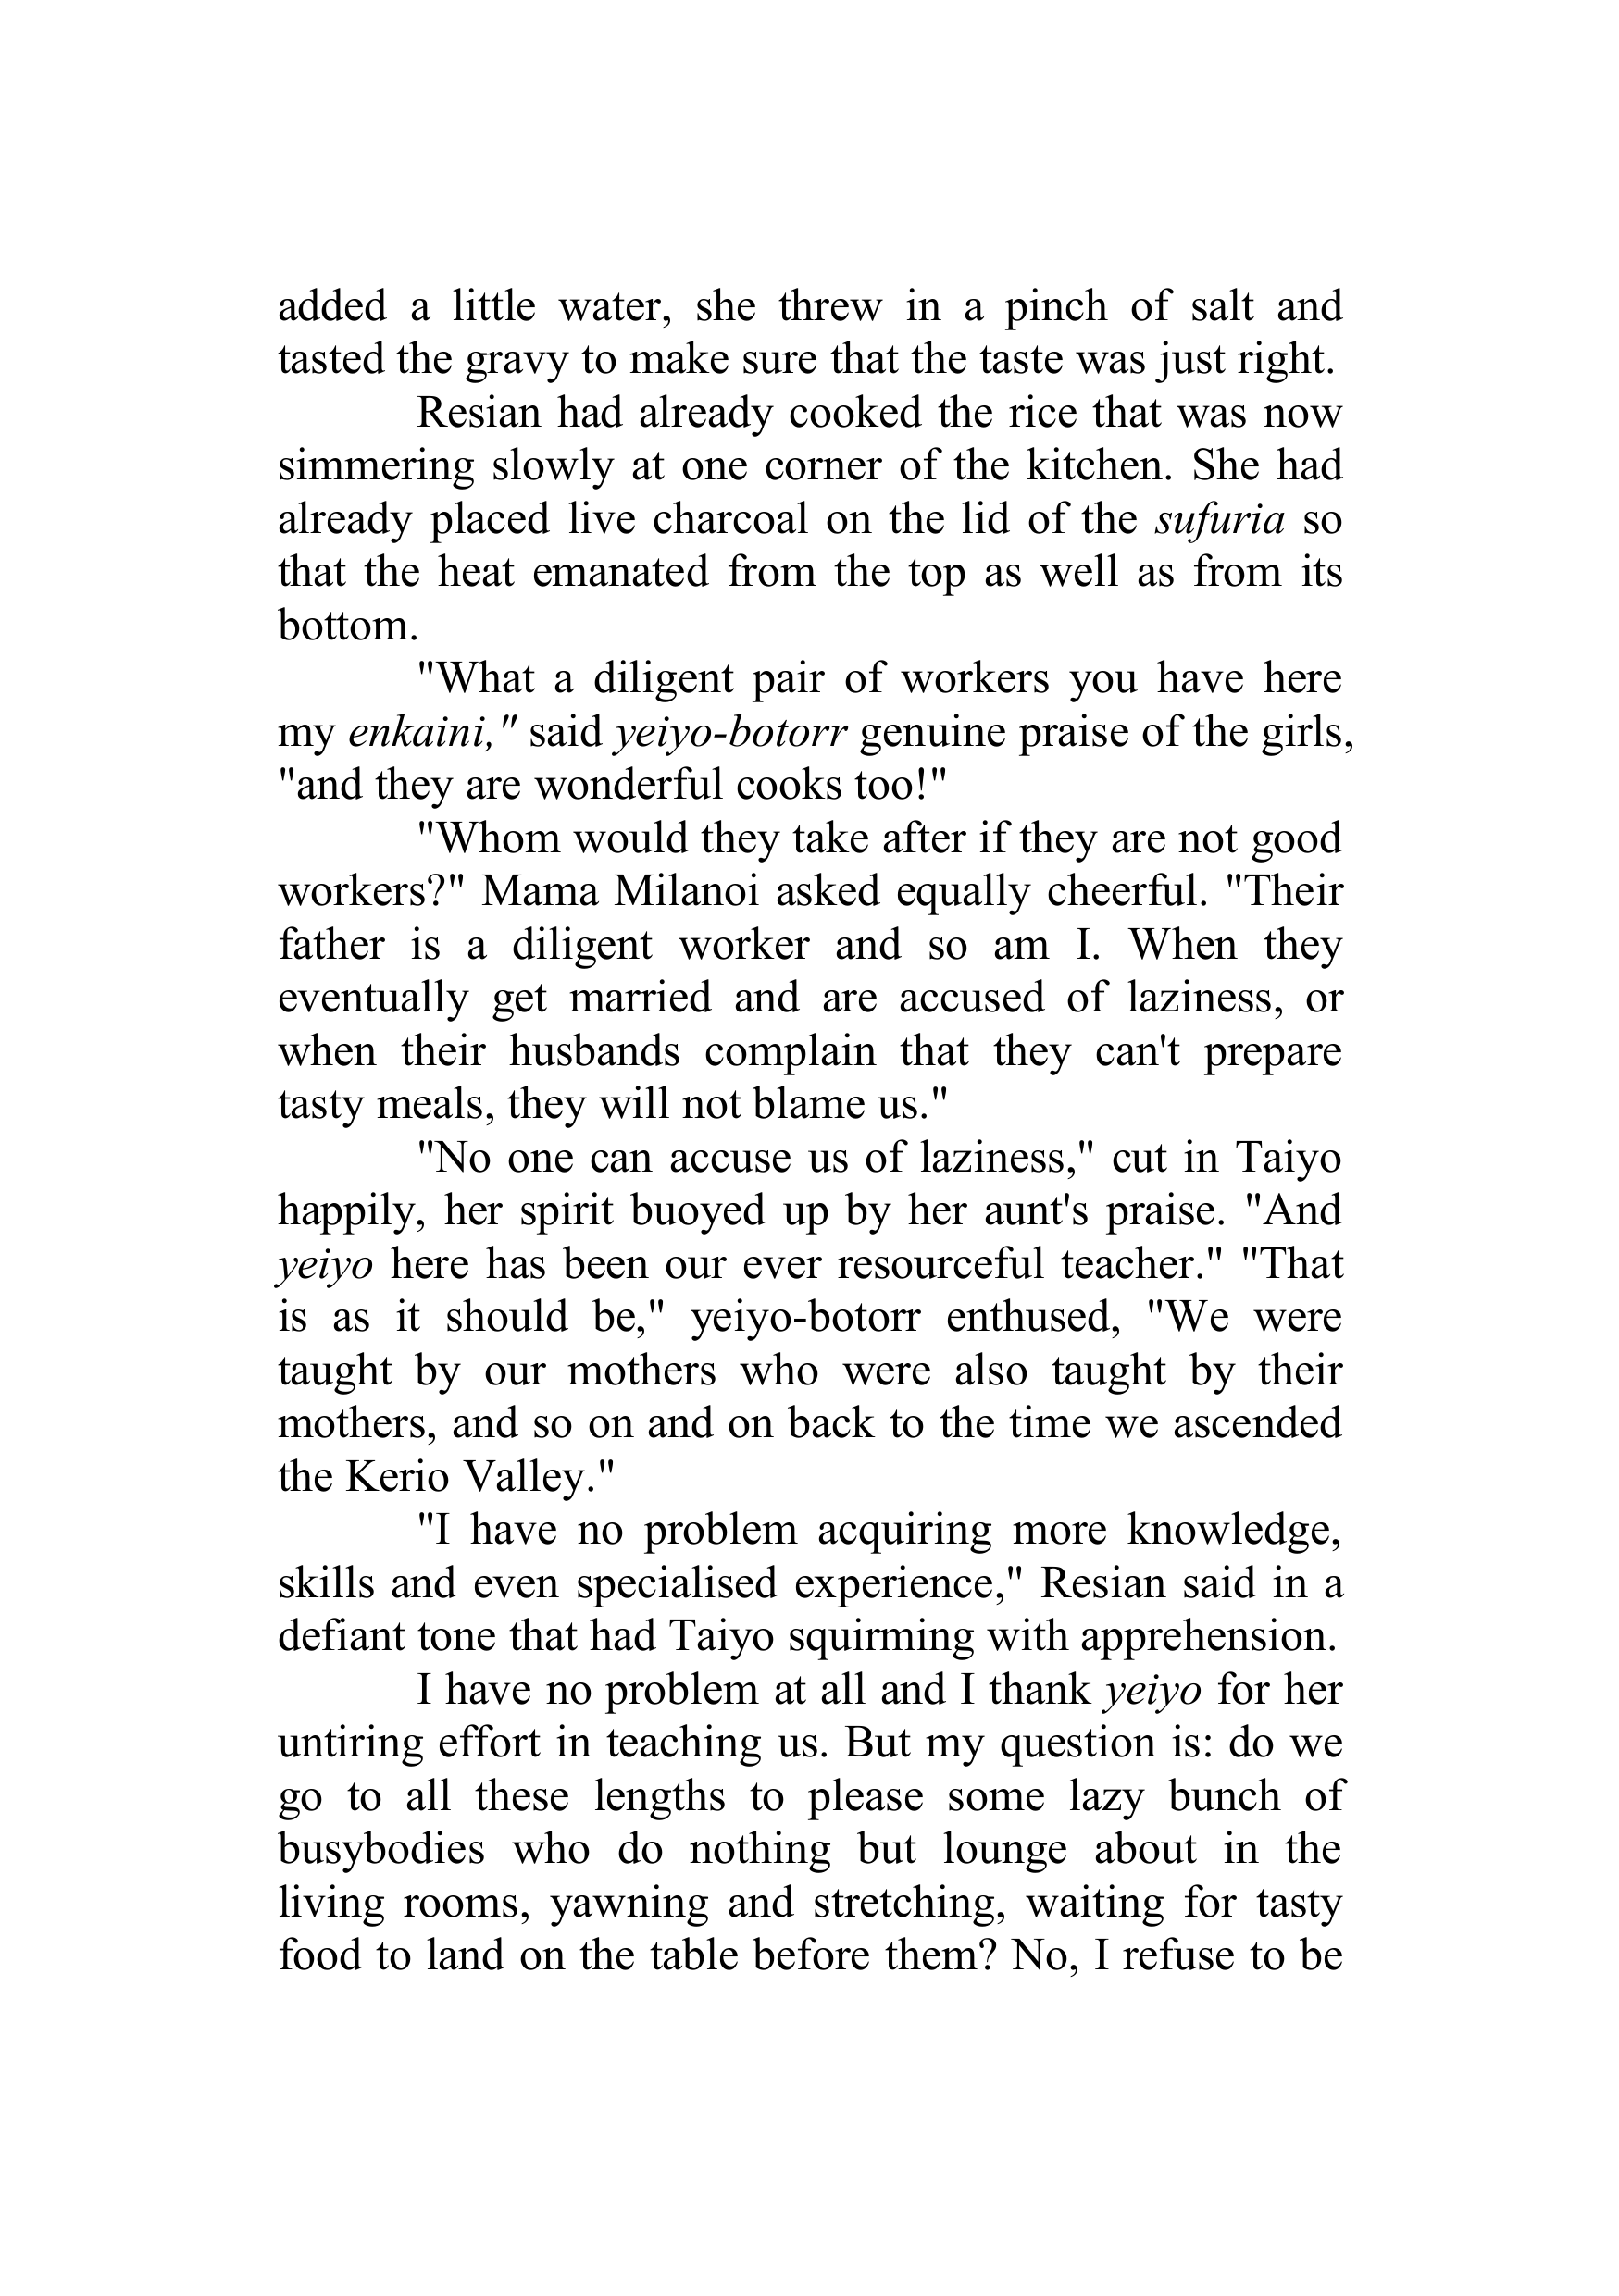 added a little water, she threw in a pinch of salt and
tasted the gravy to make sure that the taste was just right.
Resian had already cooked the rice that was now
simmering slowly at one corner of the kitchen. She had
already placed live charcoal on the lid of the sufuria so
that the heat emanated from the top as well as from its
bottom.
"What a diligent pair of workers you have here
my enkaini," said yeiyo-botorr genuine praise of the girls,
"and they are wonderful cooks too!"
"Whom would they take after if they are not good
workers?" Mama Milanoi asked equally cheerful. "Their
father is a diligent worker and so am I. When they
eventually get married and are accused of laziness, or
when their husbands complain that they can't prepare
tasty meals, they will not blame us."
"No one can accuse us of laziness," cut in Taiyo
happily, her spirit buoyed up by her aunt's praise. "And
yeiyo here has been our ever resourceful teacher." "That
is as it should be," yeiyo-botorr enthused, "We were
taught by our mothers who were also taught by their
mothers, and so on and on back to the time we ascended
the Kerio Valley."
"I have no problem acquiring more knowledge,
skills and even specialised experience," Resian said in a
defiant tone that had Taiyo squirming with apprehension.
I have no problem at all and I thank yeiyo for her
untiring effort in teaching us. But my question is: do we
go to all these lengths to please some lazy bunch of
busybodies who do nothing but lounge about in the
living rooms, yawning and stretching, waiting for tasty
food to land on the table before them? No, I refuse to be